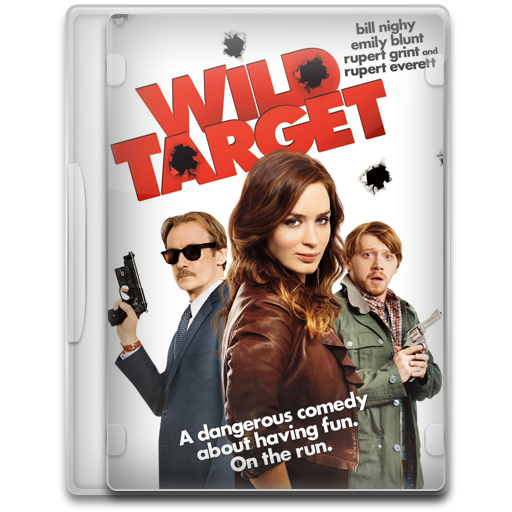 bill nighy
emily blunt
rupert grint and
rupert everett
WILD
TARGET
A dangerous comedy
about having fun.
On the run.